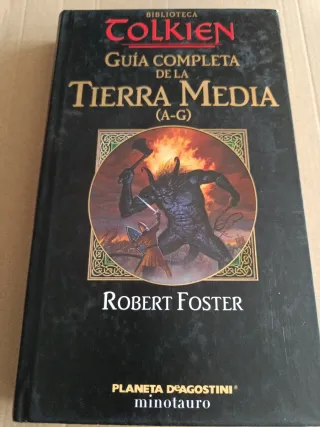 BIBLIOTECA
TOLKIEN
GUÍA COMPLETA
DE LA
TIERRA MEDIA
(A-G)
ROBERT FOSTER
PLANETA DEAGOSTINI
minotauro